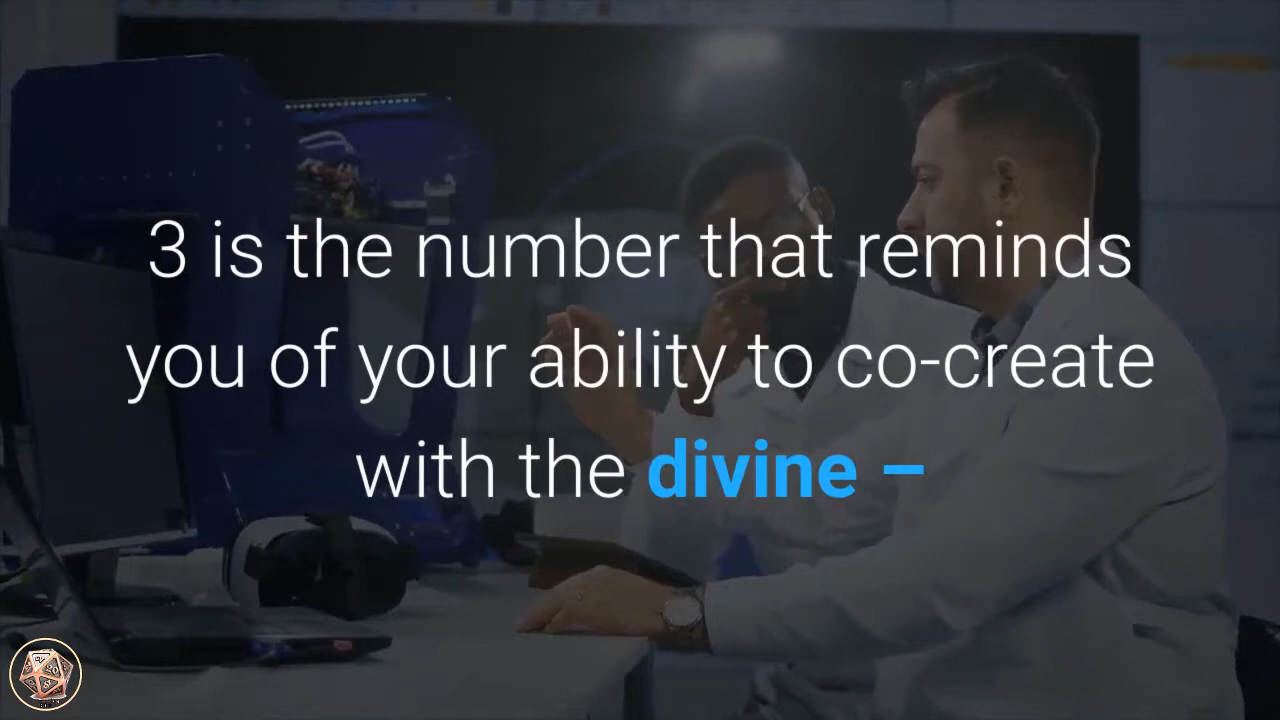 3 is the number that reminds
you of your ability to co-create
with the divine –